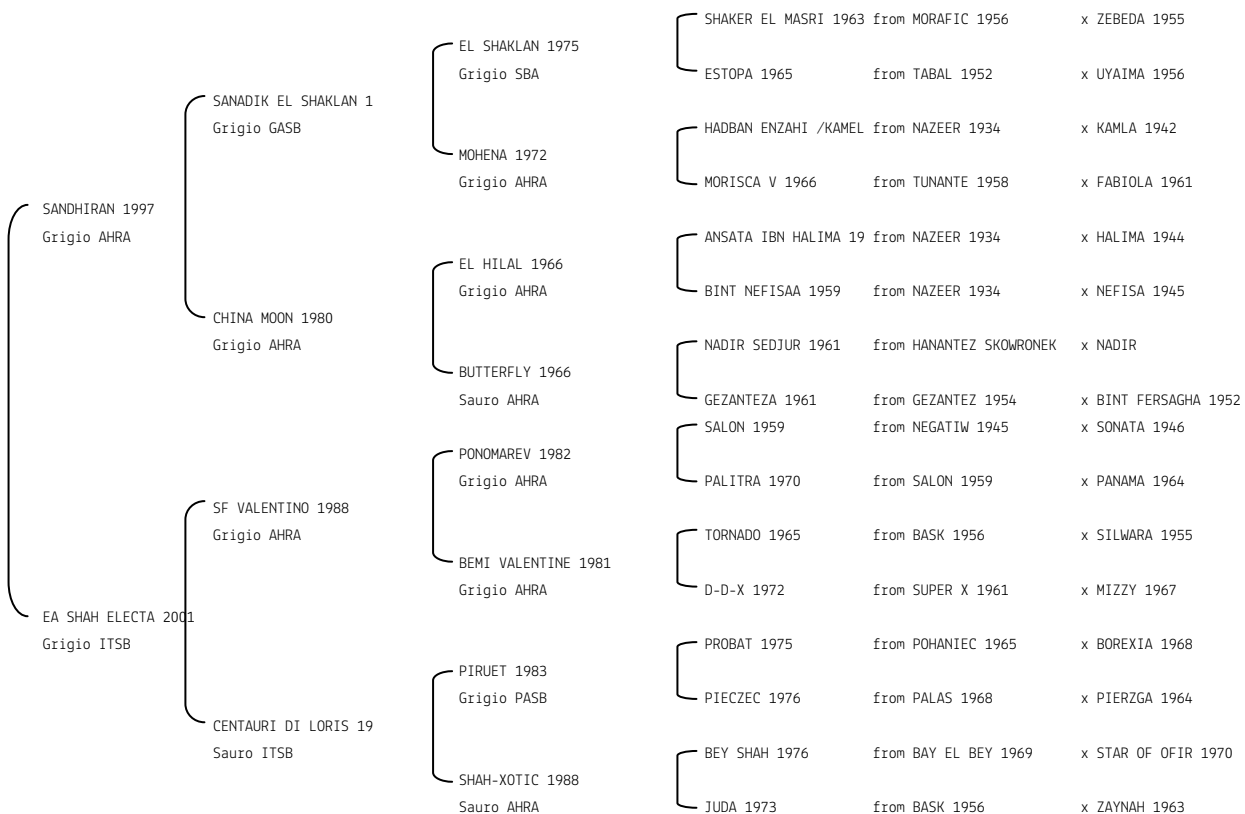 SHAKER EL MASRI 1963 from MORAFIC 1956 x ZEBEDA 1955
EL SHAKLAN 1975
Grigio SBA
ESTOPA 1965 from TABAL 1952 x UYAIMA 1956
SANADIK EL SHAKLAN 1
Grigio GASB
HADBAN ENZAHI /KAMEL from NAZEER 1934 x KAMLA 1942
MOHENA 1972
Grigio AHRA
MORISCA V 1966 from TUNANTE 1958 x FABIOLA 1961
SANDHIRAN 1997
Grigio AHRA
ANSATA IBN HALIMA 19 from NAZEER 1934 x HALIMA 1944
EL HILAL 1966
Grigio AHRA
BINT NEFISAA 1959 from NAZEER 1934 x NEFISA 1945
CHINA MOON 1980
Grigio AHRA
NADIR SEDJUR 1961 from HANANTEZ SKOWRONEK x NADIR
BUTTERFLY 1966
Sauro AHRA
GEZANTEZA 1961 from GEZANTEZ 1954 x BINT FERSAGHA 1952
SALON 1959 from NEGATIW 1945 x SONATA 1946
PONOMAREV 1982
Grigio AHRA
PALITRA 1970 from SALON 1959 x PANAMA 1964
SF VALENTINO 1988
Grigio AHRA
TORNADO 1965 from BASK 1956 x SILWARA 1955
BEMI VALENTINE 1981
Grigio AHRA
D-D-X 1972 from SUPER X 1961 x MIZZY 1967
EA SHAH ELECTA 2001
Grigio ITSB
PROBAT 1975 from POHANIEC 1965 x BOREXIA 1968
PIRUET 1983
Grigio PASB
PIECZEC 1976 from PALAS 1968 x PIERZGA 1964
CENTAURI DI LORIS 19
Sauro ITSB
BEY SHAH 1976 from BAY EL BEY 1969 x STAR OF OFIR 1970
SHAH-XOTIC 1988
Sauro AHRA
JUDA 1973 from BASK 1956 x ZAYNAH 1963